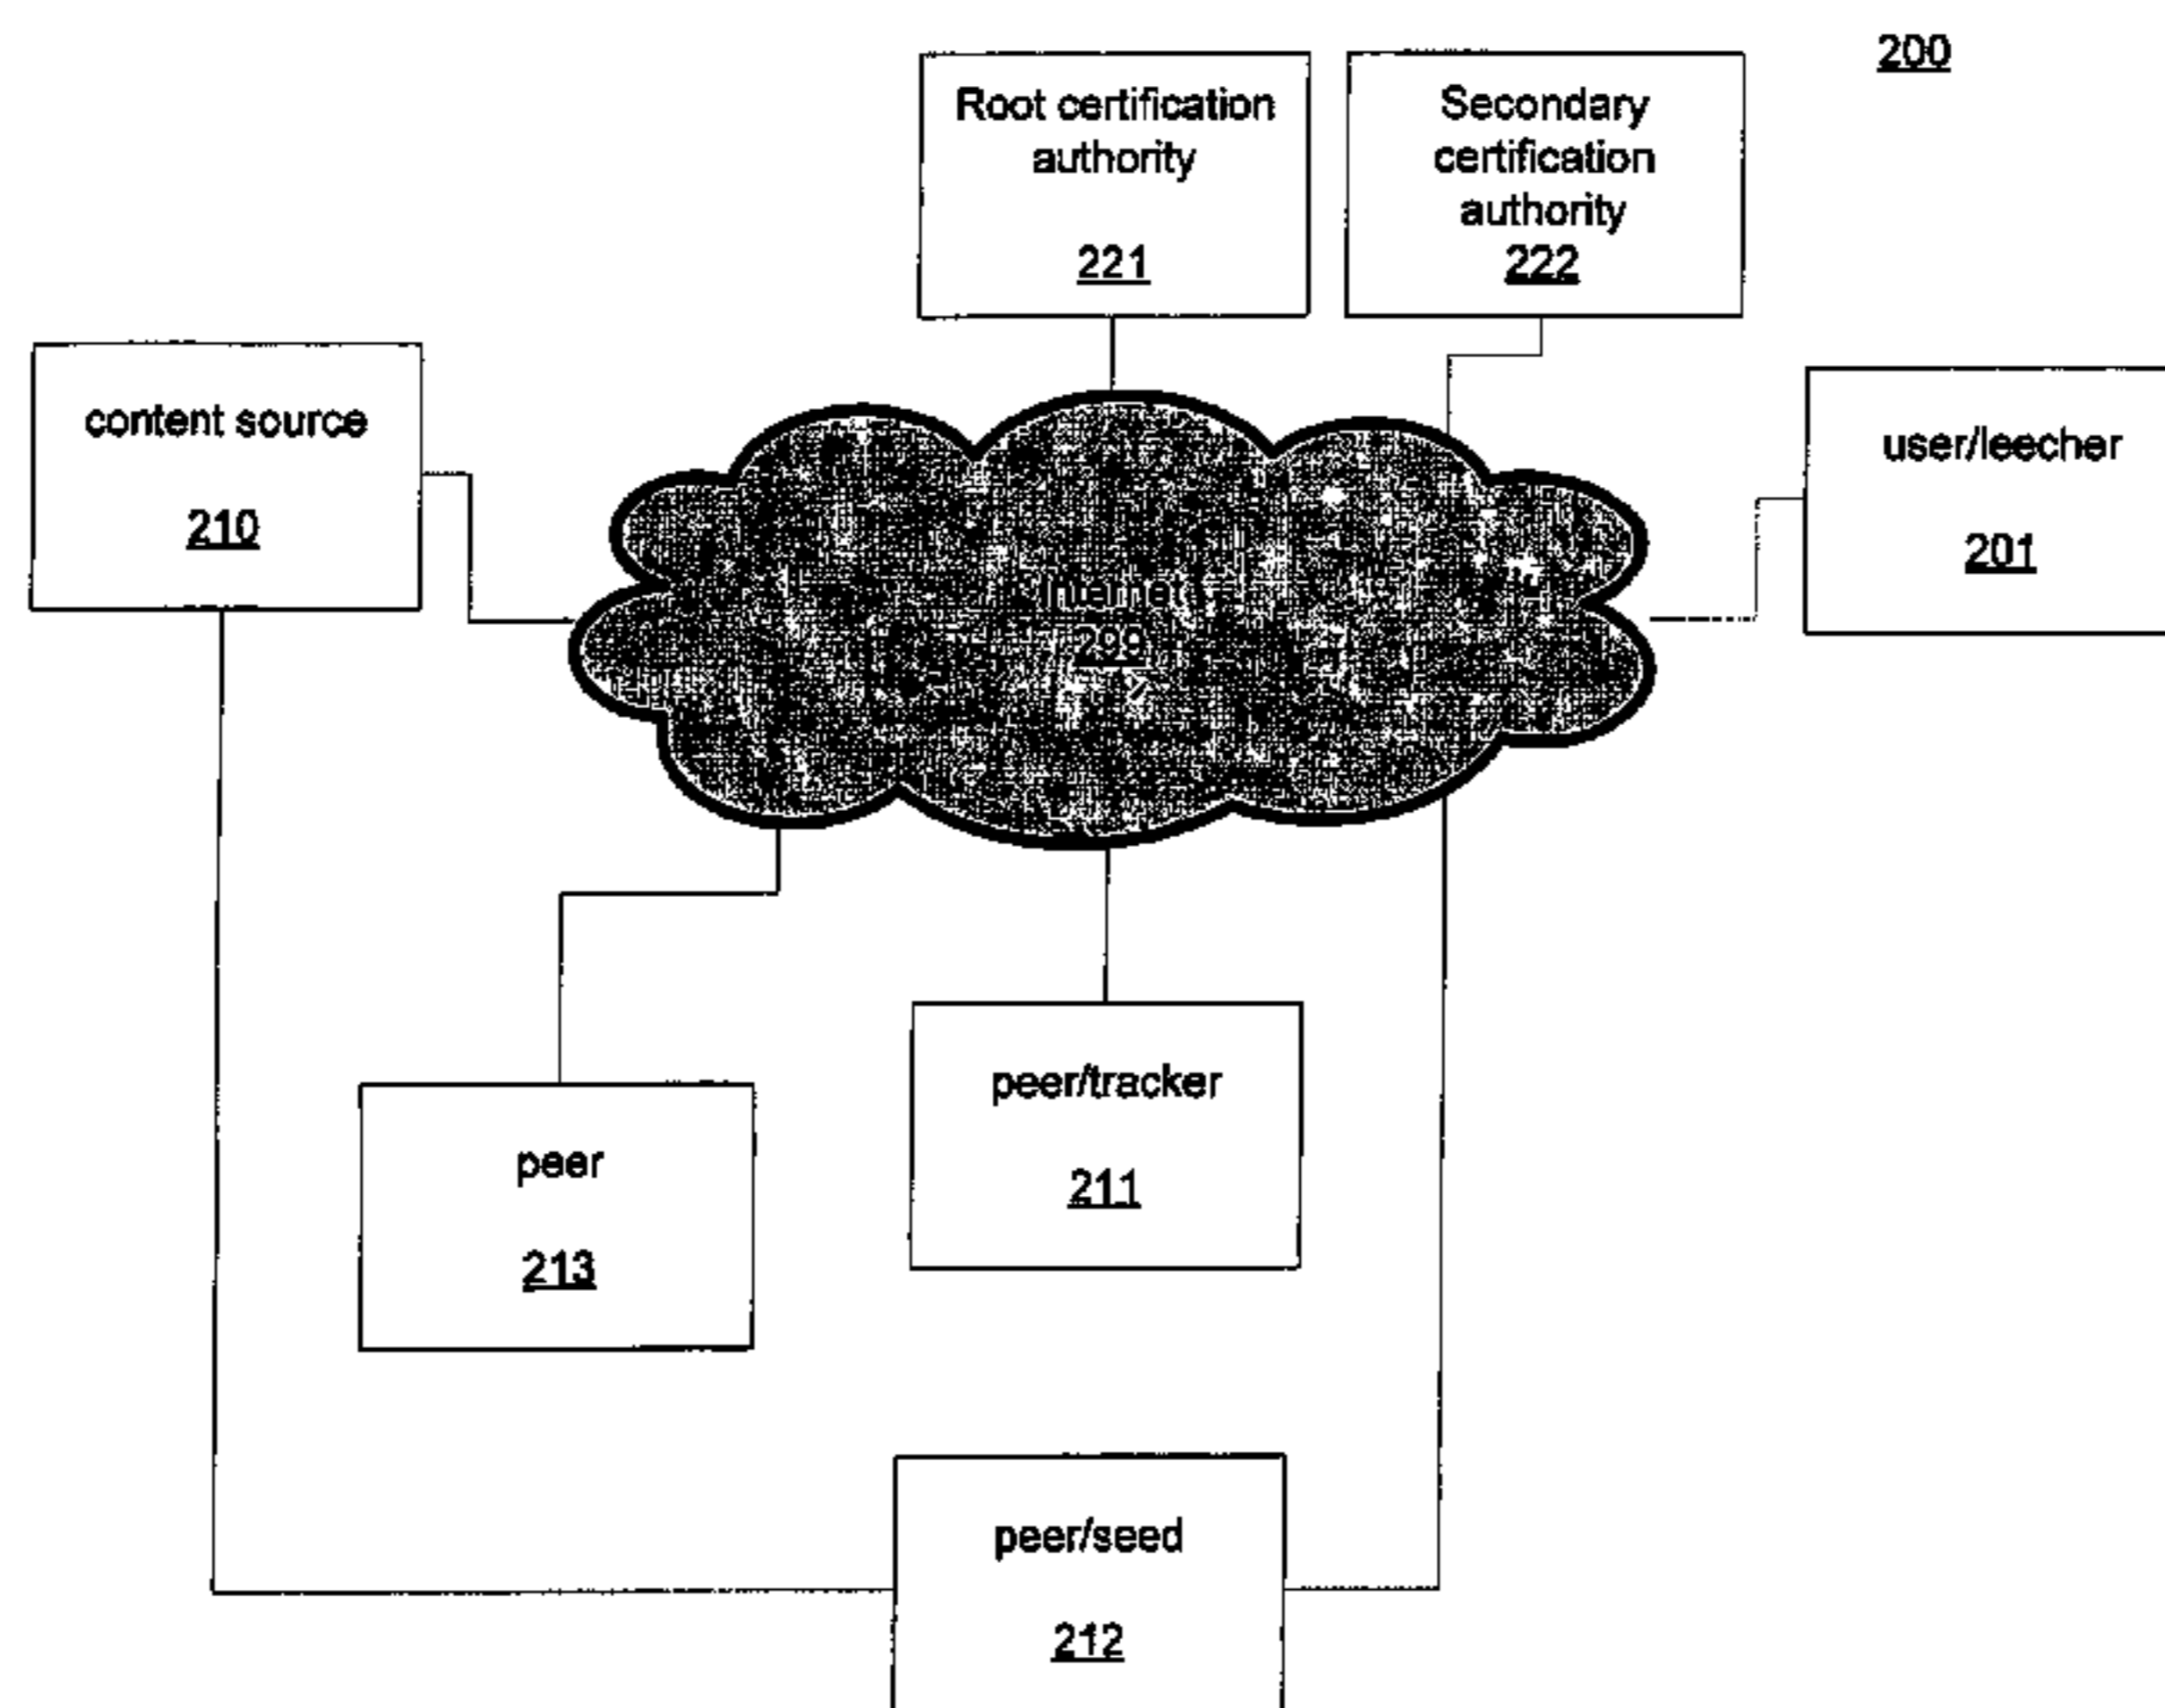 200
Root certification
authority
221
Secondary
certification
authority
222
content source
210
user/leecher
201
Internet
299
peer/tracker
211
peer
213
peer/seed
212